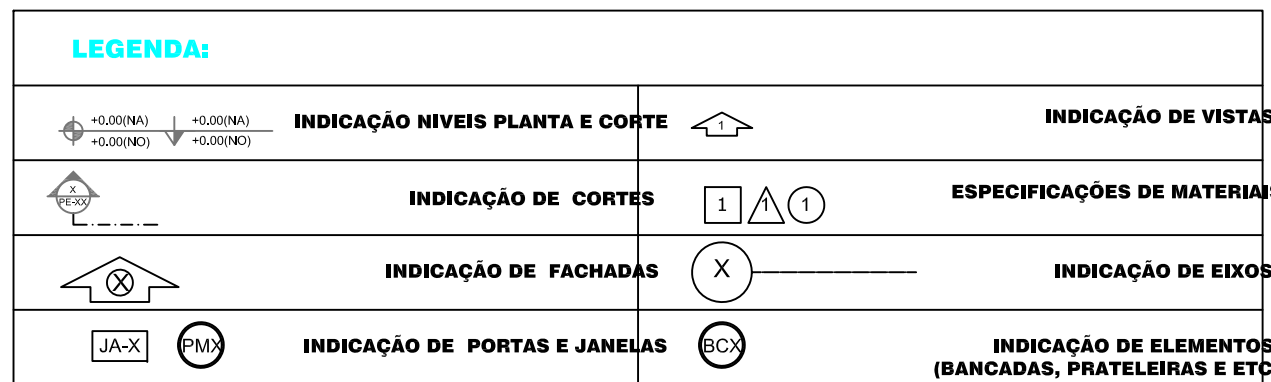 LEGENDA:
+0.00(NA) +0.00(NA)
+0.00(NO) +0.00(NO)
INDICAÇÃO NIVEIS PLANTA E CORTE
1
INDICAÇÃO DE VISTAS
X
PE-XX
INDICAÇÃO DE CORTES
1 1 1
ESPECIFICAÇÕES DE MATERIAIS
X
INDICAÇÃO DE FACHADAS
X
INDICAÇÃO DE EIXOS
JA-X PMX
INDICAÇÃO DE PORTAS E JANELAS
BCX
INDICAÇÃO DE ELEMENTOS
(BANCADAS, PRATELEIRAS E ETC